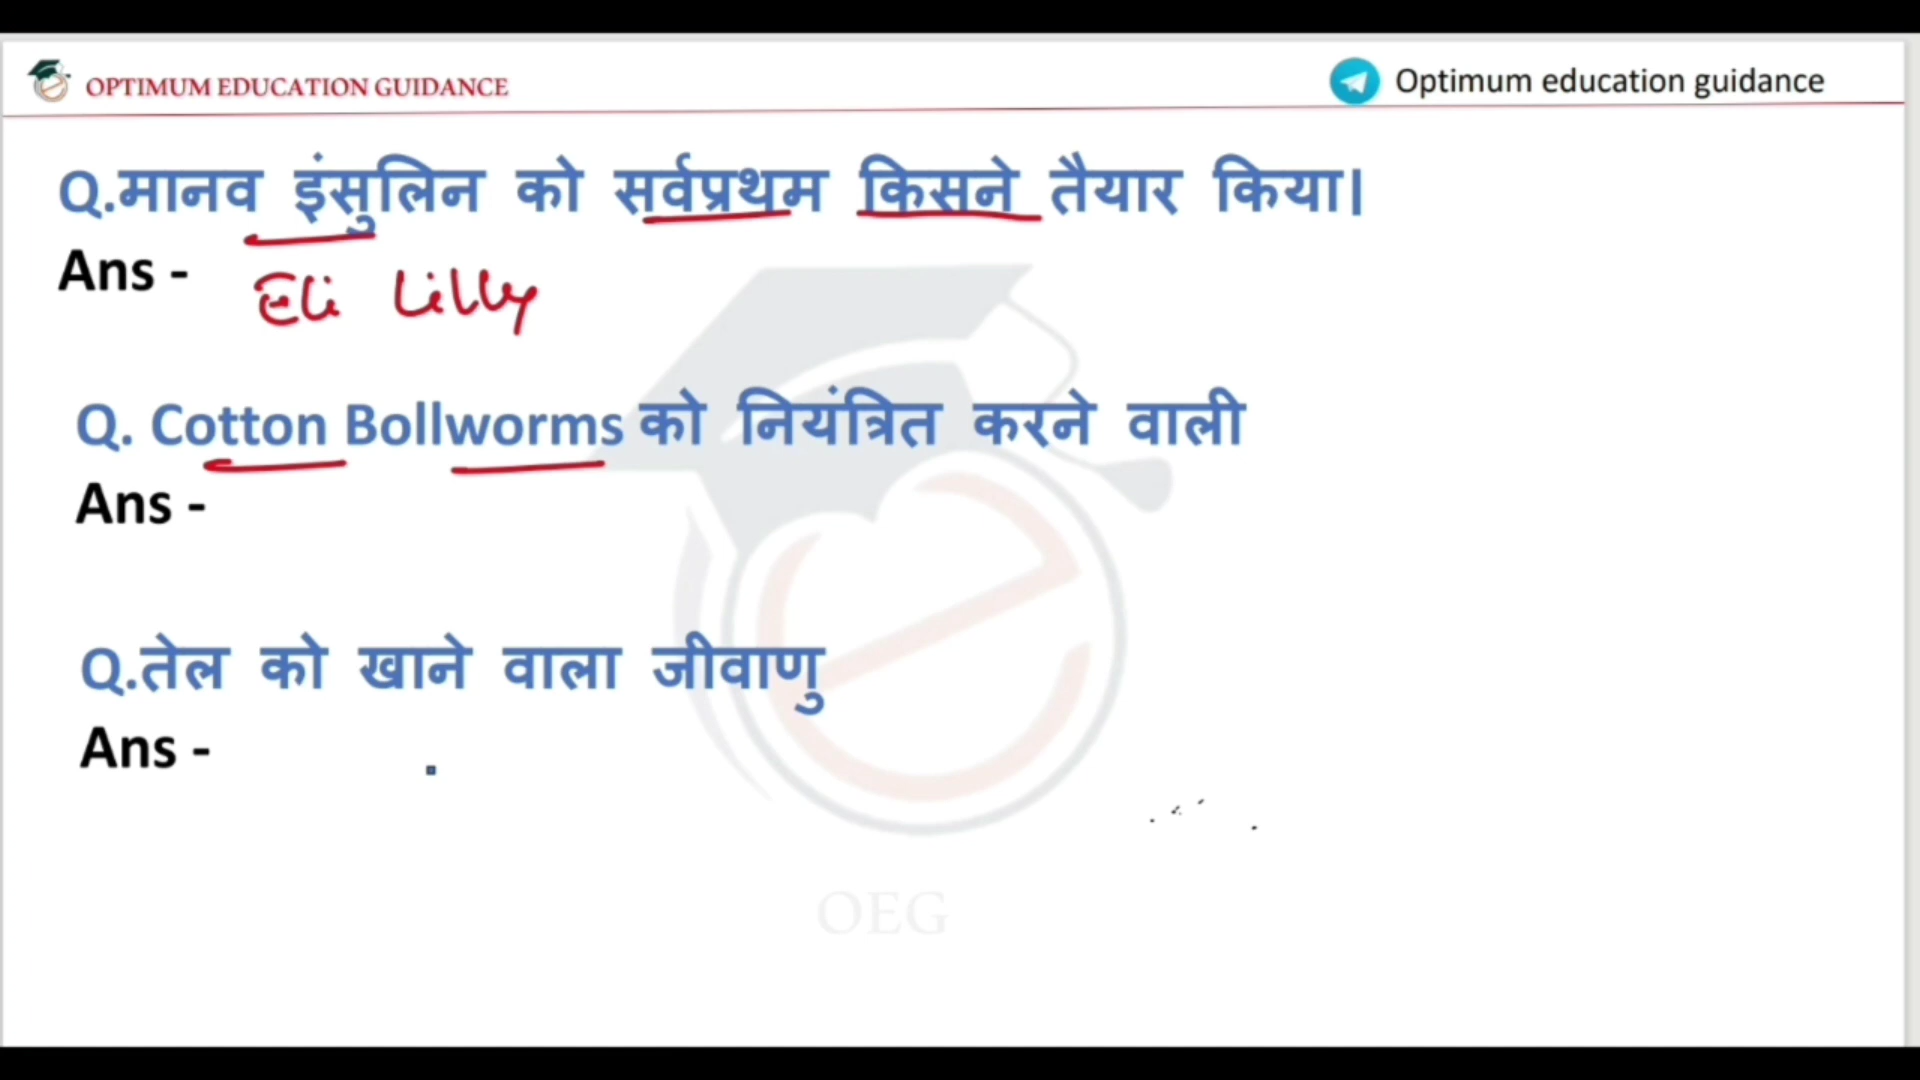 OPTIMUM EDUCATION GUIDANCE
Optimum education guidance
Q.मानव इंसुलिन को सर्वप्रथम किसने तैयार किया।
Ans - Eli Lilly
Q. Cotton Bollworms को नियंत्रित करने वाली
Ans -
Q.तेल को खाने वाला जीवाणु
Ans -
OEG